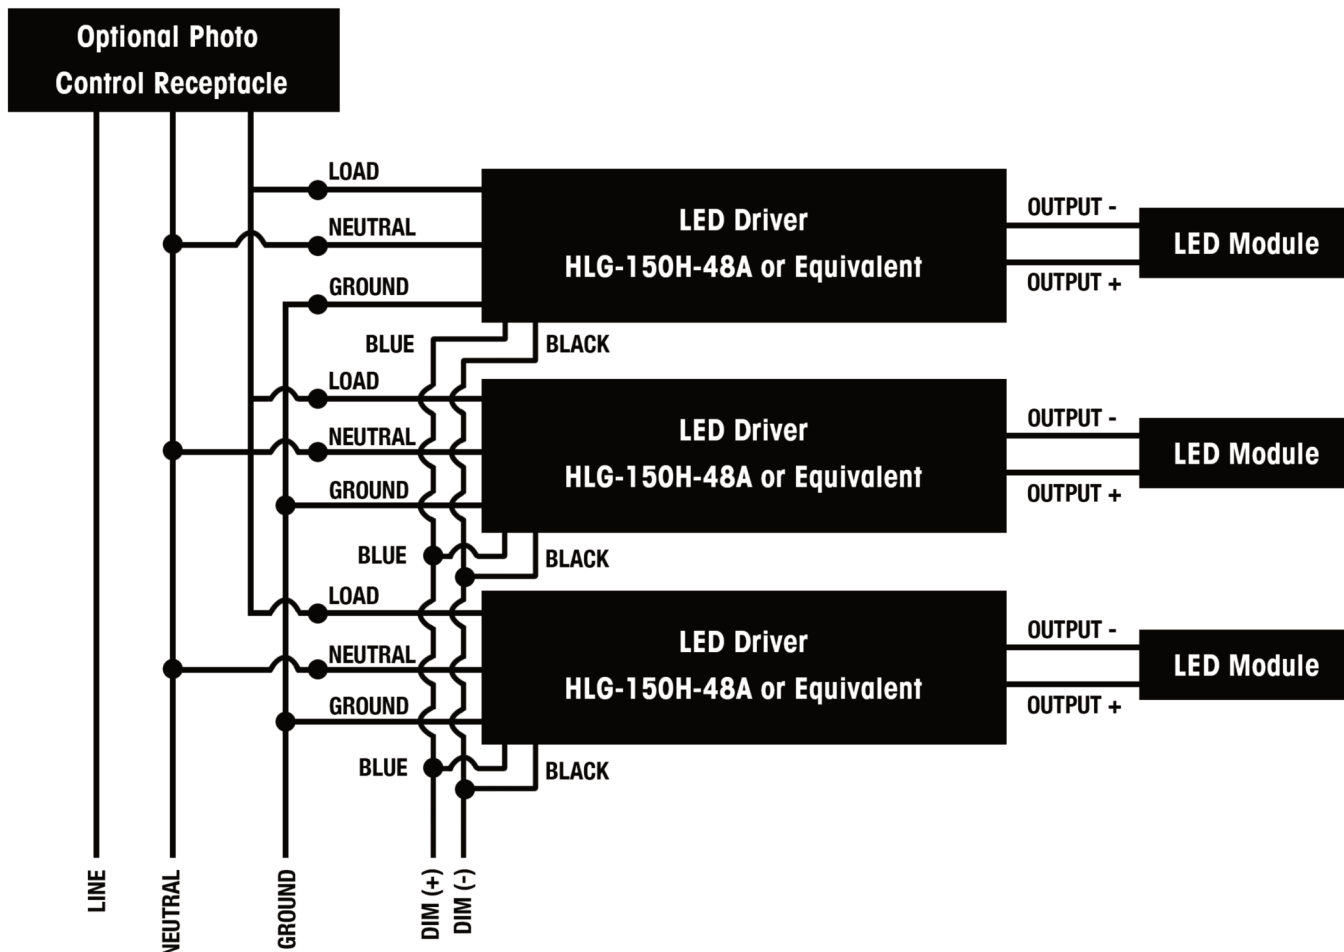 Optional Photo
Control Receptacle
LOAD
NEUTRAL
GROUND
LED Driver
HLG-150H-48A or Equivalent
OUTPUT -
OUTPUT +
LED Module
BLUE
BLACK
LOAD
NEUTRAL
GROUND
LED Driver
HLG-150H-48A or Equivalent
OUTPUT -
OUTPUT +
LED Module
BLUE
BLACK
LOAD
NEUTRAL
GROUND
LED Driver
HLG-150H-48A or Equivalent
OUTPUT -
OUTPUT +
LED Module
BLUE
BLACK
LINE
NEUTRAL
GROUND
DIM (+)
DIM (-)